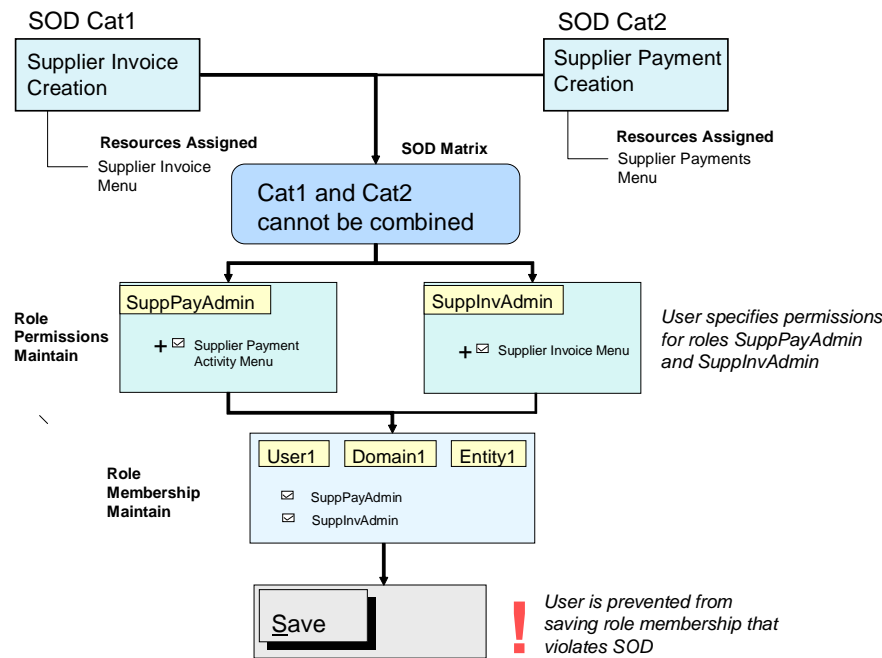 SOD Cat1
SOD Cat2
Supplier Invoice
Creation
Supplier Payment
Creation
Resources Assigned
Supplier Invoice
Menu
SOD Matrix
Resources Assigned
Supplier Payments
Menu
Cat1 and Cat2
cannot be combined
Role
Permissions
Maintain
SuppPayAdmin
+ Supplier Payment
Activity Menu
SuppInvAdmin
+ Supplier Invoice Menu
User specifies permissions
for roles SuppPayAdmin
and SuppInvAdmin
Role
Membership
Maintain
User1
Domain1
Entity1
SuppPayAdmin
SuppInvAdmin
Save
!
User is prevented from
saving role membership that
violates SOD